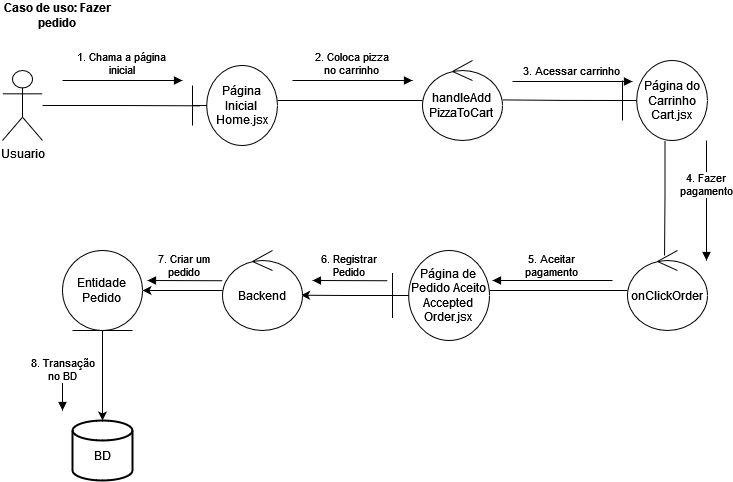 Caso de uso: Fazer
pedido
1. Chama a página
inicial
2. Coloca pizza
no carrinho
3. Acessar carrinho
Usuario
Página
Inicial
Home.jsx
handleAdd
PizzaToCart
Página do
Carrinho
Cart.jsx
4. Fazer
pagamento
7. Criar um
pedido
6. Registrar
Pedido
5. Aceitar
pagamento
Entidade
Pedido
Backend
Página de
Pedido Aceito
Accepted
Order.jsx
onClickOrder
8. Transação
no BD
BD